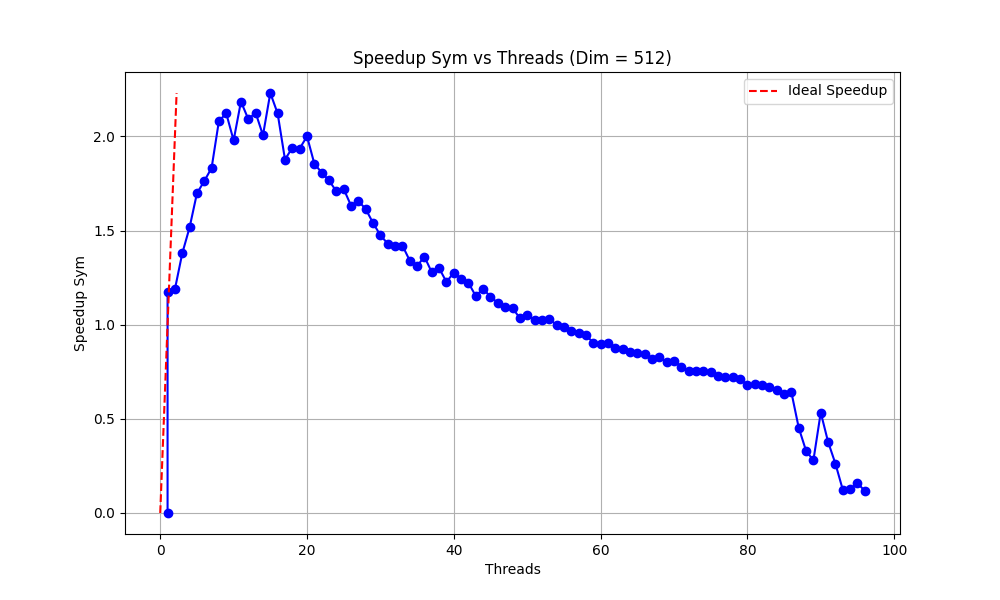 Speedup Sym vs Threads (Dim = 512)
Ideal Speedup
Speedup Sym
2.0
1.5
1.0
0.5
0.0
0 20 40 60 80 100
Threads